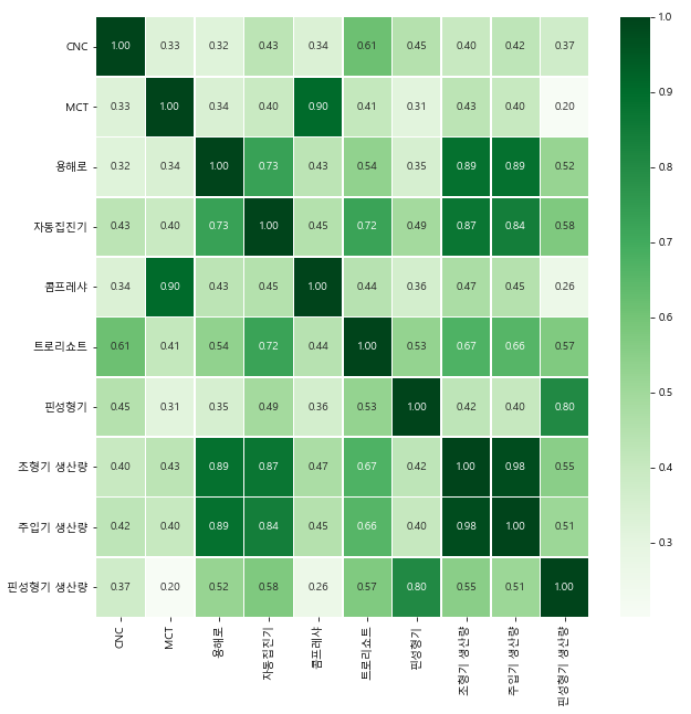 CNC 1.00 0.33 0.32 0.43 0.34 0.61 0.45 0.40 0.42 0.37
MCT 0.33 1.00 0.34 0.40 0.90 0.41 0.31 0.43 0.40 0.20
용해로 0.32 0.34 1.00 0.73 0.43 0.54 0.35 0.89 0.89 0.52
자동집진기 0.43 0.40 0.73 1.00 0.45 0.72 0.49 0.87 0.84 0.58
콤프레샤 0.34 0.90 0.43 0.45 1.00 0.44 0.36 0.47 0.45 0.26
트로리쇼트 0.61 0.41 0.54 0.72 0.44 1.00 0.53 0.67 0.66 0.57
핀성형기 0.45 0.31 0.35 0.49 0.36 0.53 1.00 0.42 0.40 0.80
조형기 생산량 0.40 0.43 0.89 0.87 0.47 0.67 0.42 1.00 0.98 0.55
주입기 생산량 0.42 0.40 0.89 0.84 0.45 0.66 0.40 0.98 1.00 0.51
핀성형기 생산량 0.37 0.20 0.52 0.58 0.26 0.57 0.80 0.55 0.51 1.00
CNC
MCT
용해로
자동집진기
콤프레샤
트로리쇼트
핀성형기
조형기 생산량
주입기 생산량
핀성형기 생산량
1.0
0.9
0.8
0.7
0.6
0.5
0.4
0.3